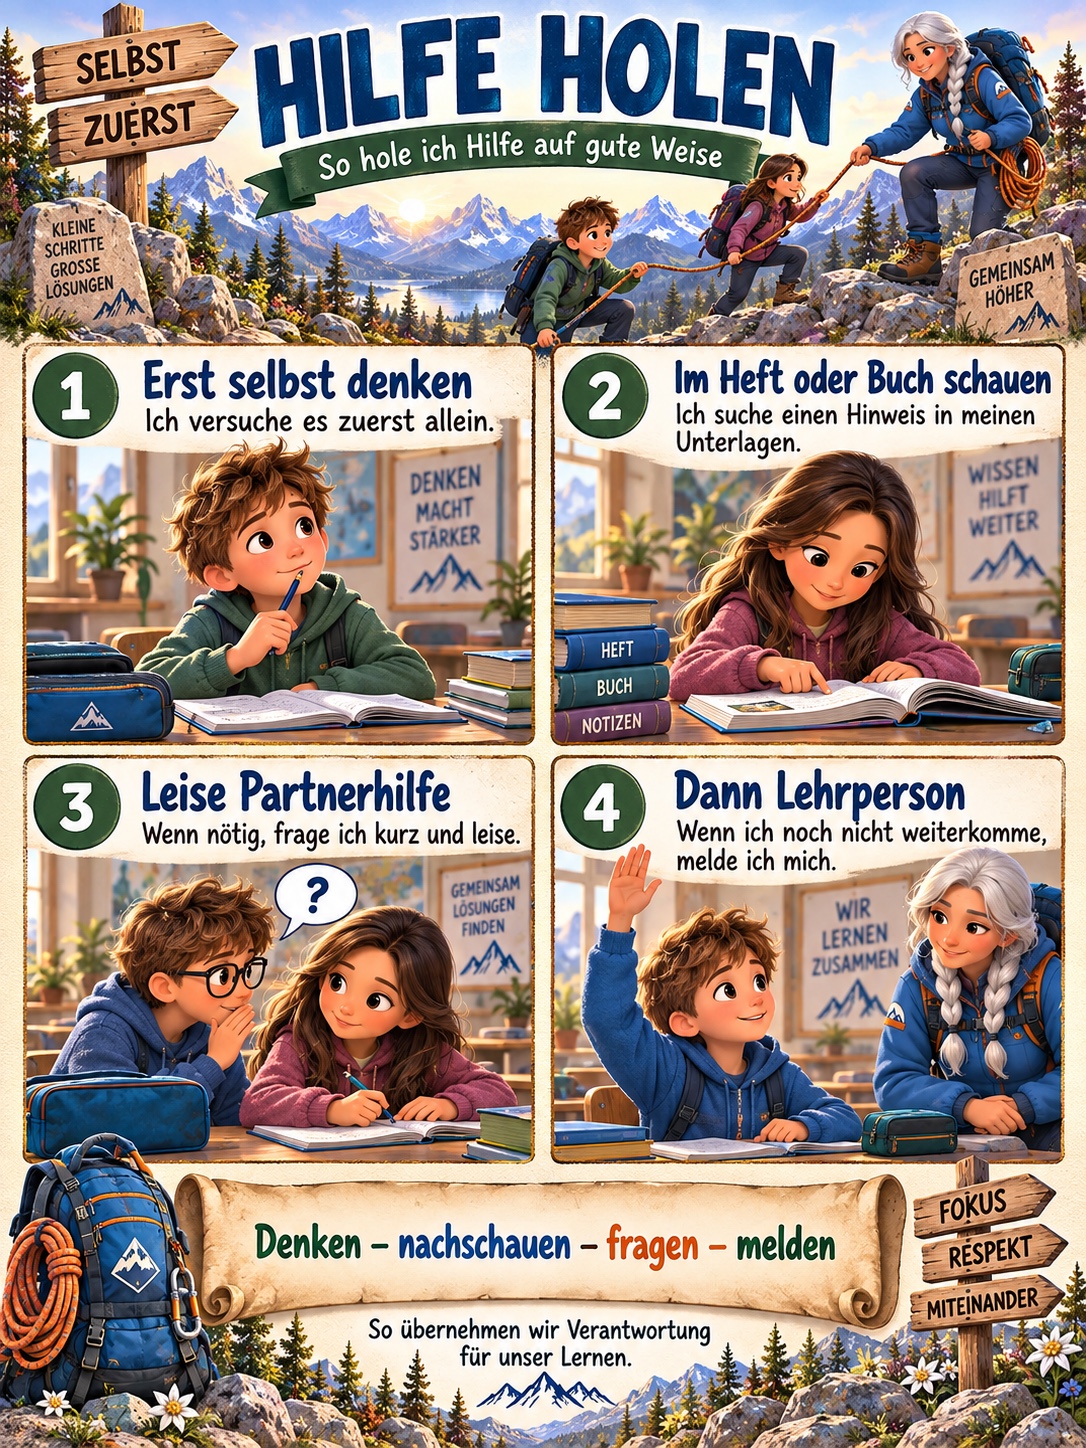 SELBST
ZUERST
HILFE HOLEN
So hole ich Hilfe auf gute Weise
KLEINE
SCHRITTE
GROSSE
LÖSUNGEN
GEMEINSAM
HÖHER
1
Erst selbst denken
Ich versuche es zuerst allein.
DENKEN
MACHT
STÄRKER
2
Im Heft oder Buch schauen
Ich suche einen Hinweis in meinen
Unterlagen.
WISSEN
HILFT
WEITER
HEFT
BUCH
NOTIZEN
3
Leise Partnerhilfe
Wenn nötig, frage ich kurz und leise.
?
GEMEINSAM
LÖSUNGEN
FINDEN
4
Dann Lehrperson
Wenn ich noch nicht weiterkomme,
melde ich mich.
WIR
LERNEN
ZUSAMMEN
Denken – nachschauen – fragen – melden
FOKUS
RESPEKT
MITEINANDER
So übernehmen wir Verantwortung
für unser Lernen.